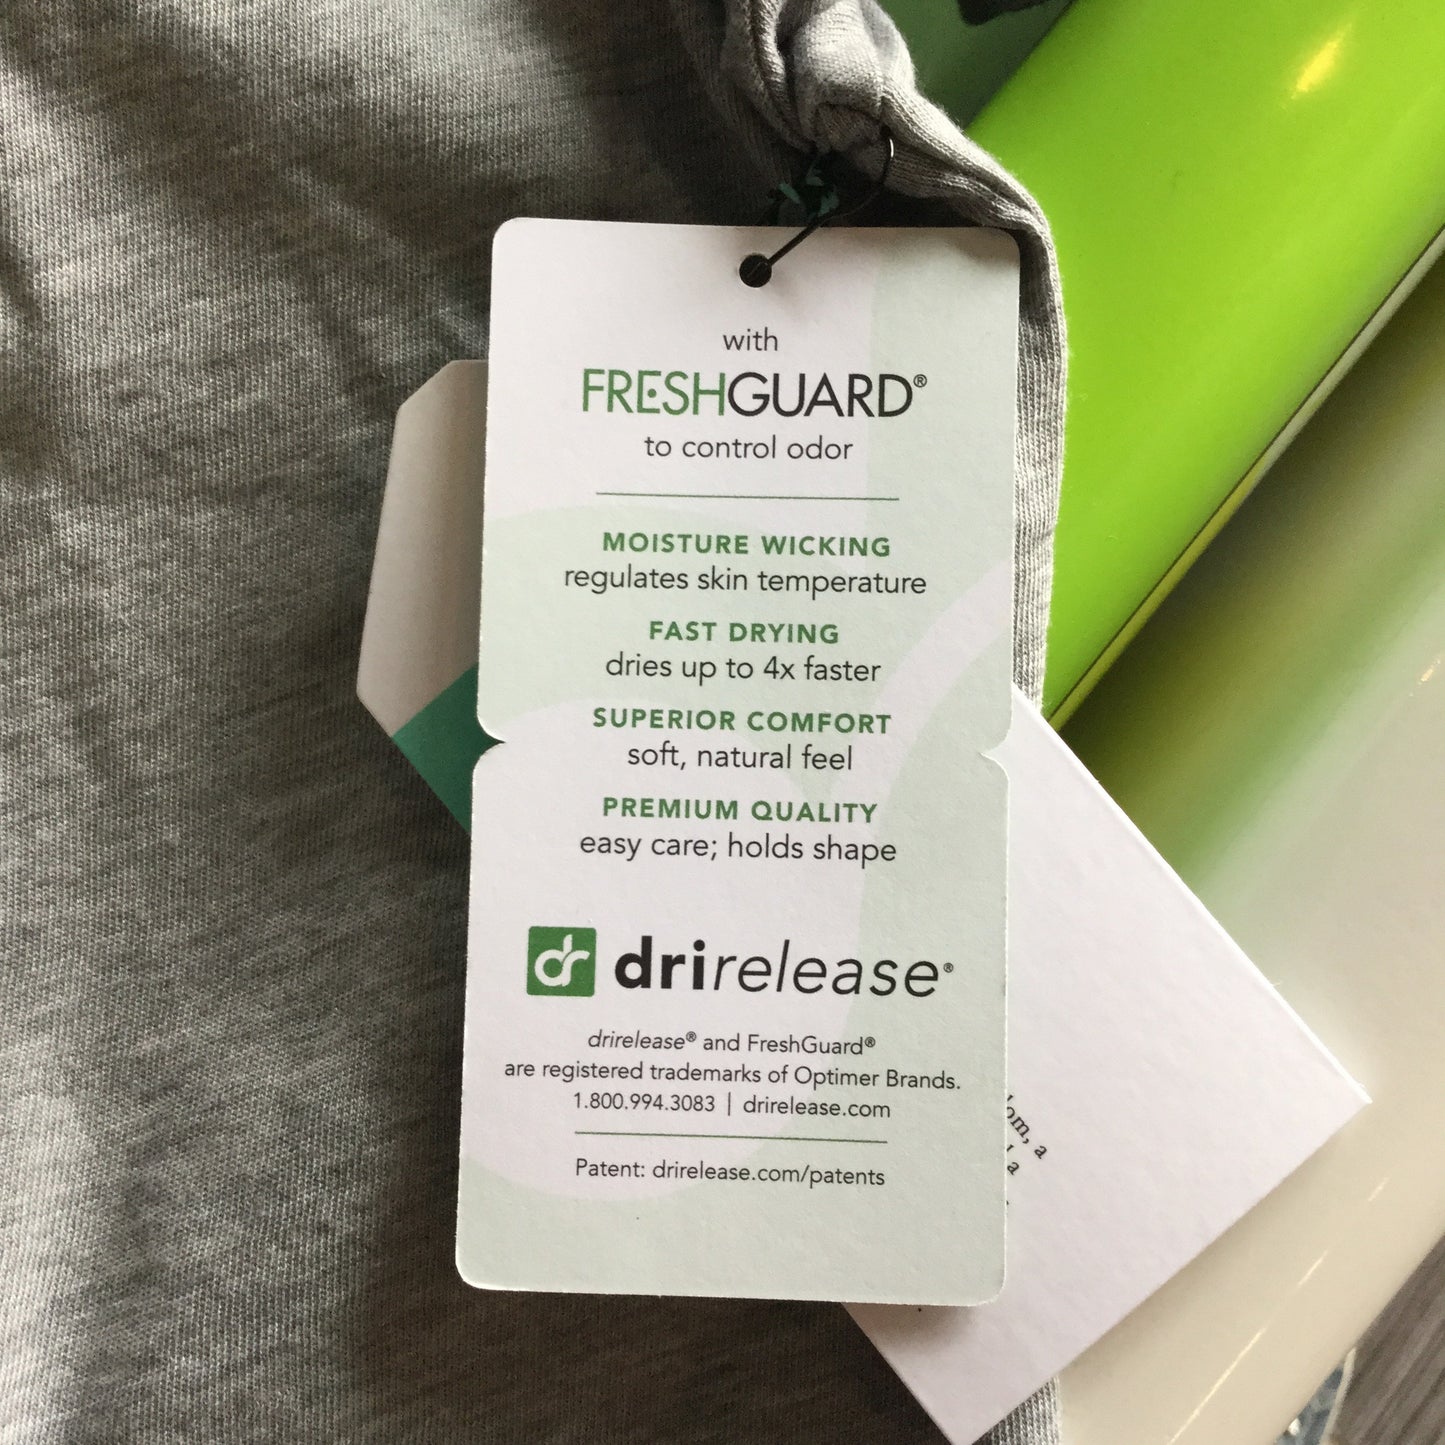 with
FRESHGUARD®
to control odor
MOISTURE WICKING
regulates skin temperature
FAST DRYING
dries up to 4x faster
SUPERIOR COMFORT
soft, natural feel
PREMIUM QUALITY
easy care; holds shape
dr drirelease®
drirelease® and FreshGuard®
are registered trademarks of Optimer Brands.
1.800.994.3083 | drirelease.com
Patent: drirelease.com/patents